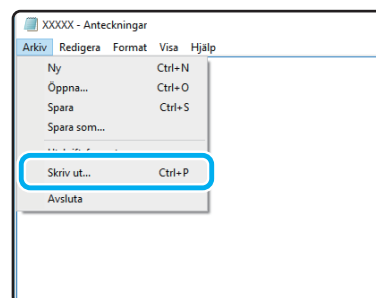 XXXXX - Anteckningar
Arkiv Redigera Format Visa Hjälp
Ny Ctrl+N
Öppna... Ctrl+O
Spara Ctrl+S
Spara som...
Skriv ut... Ctrl+P
Avsluta